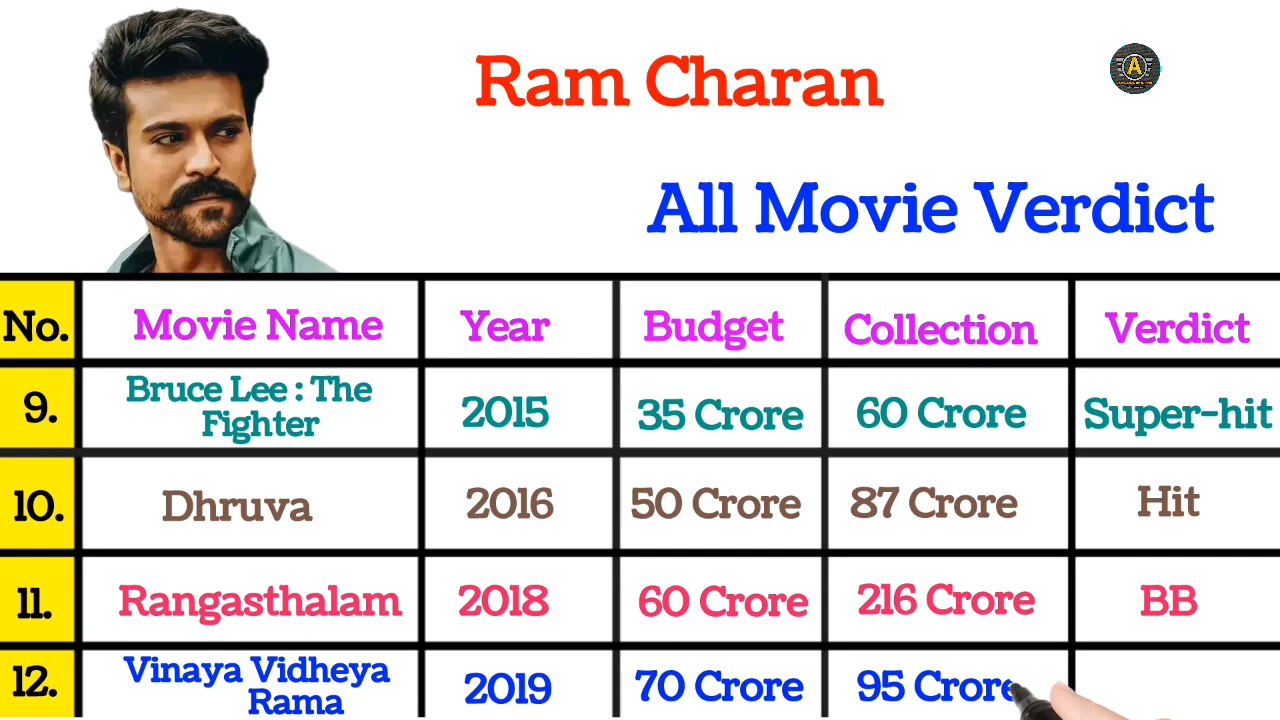 Ram Charan
A
All Movie Verdict
No. Movie Name Year Budget Collection Verdict
9. Bruce Lee : The
Fighter 2015 35 Crore 60 Crore Super-hit
10. Dhruva 2016 50 Crore 87 Crore Hit
11. Rangasthalam 2018 60 Crore 216 Crore BB
12. Vinaya Vidheya
Rama 2019 70 Crore 95 Crore